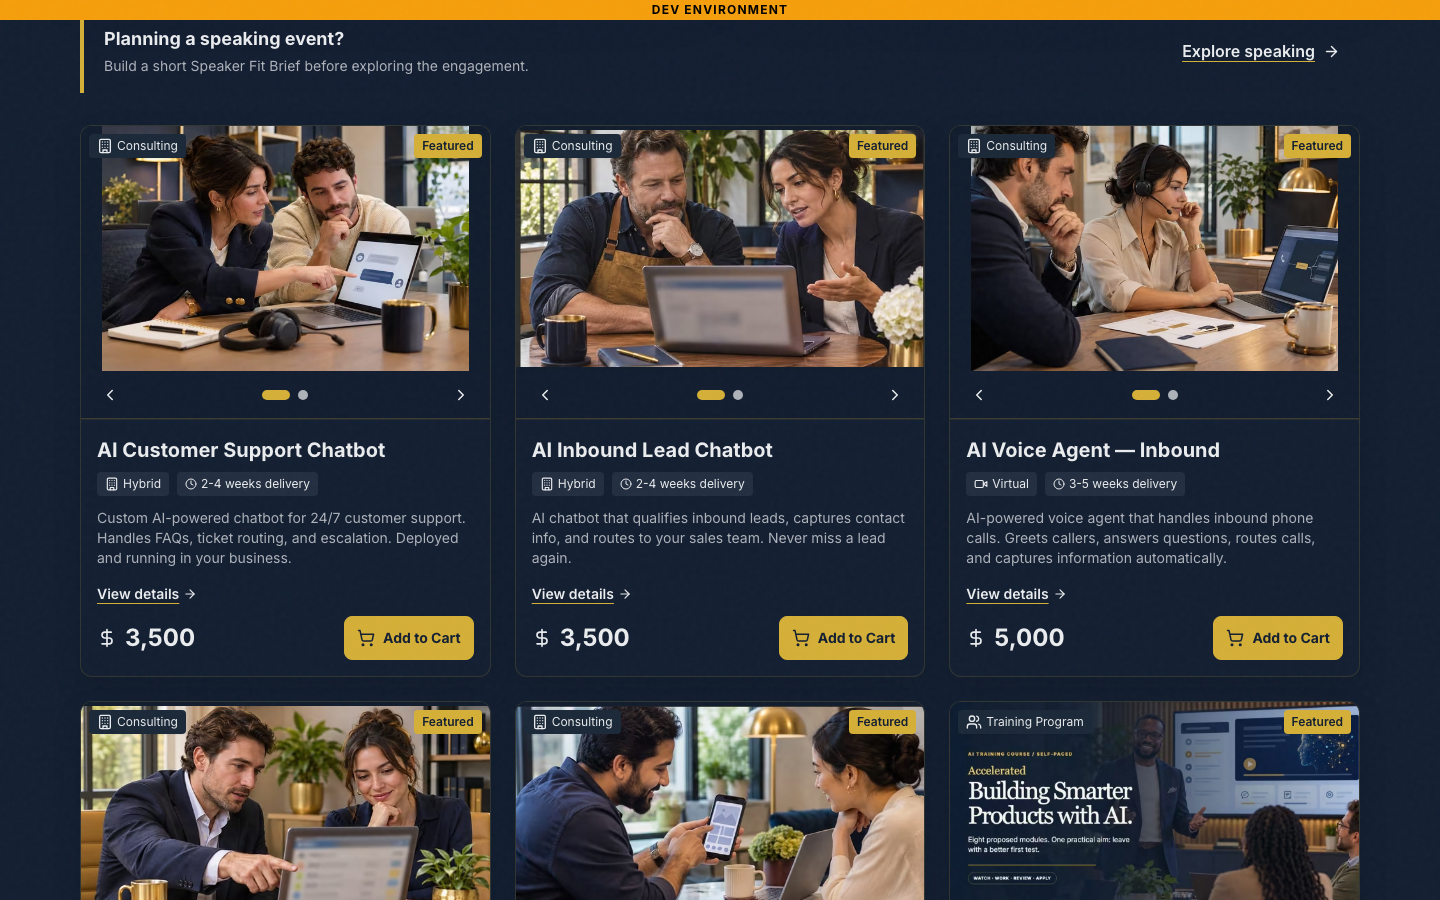 DEV ENVIRONMENT
Planning a speaking event?
Build a short Speaker Fit Brief before exploring the engagement.
Explore speaking
Consulting
Featured
Consulting
Featured
Consulting
Featured
AI Customer Support Chatbot
Hybrid
2-4 weeks delivery
Custom AI-powered chatbot for 24/7 customer support.
Handles FAQs, ticket routing, and escalation. Deployed
and running in your business.
View details
$ 3,500
Add to Cart
AI Inbound Lead Chatbot
Hybrid
2-4 weeks delivery
AI chatbot that qualifies inbound leads, captures contact
info, and routes to your sales team. Never miss a lead
again.
View details
$ 3,500
Add to Cart
AI Voice Agent — Inbound
Virtual
3-5 weeks delivery
AI-powered voice agent that handles inbound phone
calls. Greets callers, answers questions, routes calls,
and captures information automatically.
View details
$ 5,000
Add to Cart
Consulting
Featured
Consulting
Featured
Training Program
Featured
AI TRAINING COURSE / SELF-PACED
Accelerated
Building Smarter
Products with AI.
Eight proposed modules. One practical aim: leave
with a better first test.
WATCH · WORK · REVIEW · APPLY